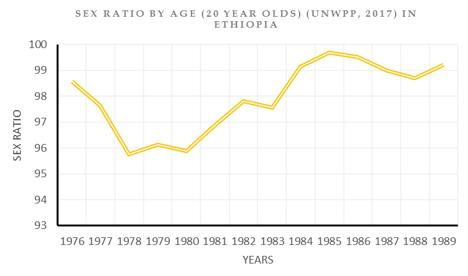 SEX RATIO BY AGE (20 YEAR OLDS) (UNWPP, 2017) IN
ETHIOPIA
100
99
98
97
96
95
94
93
SEX RATIO
1976 1977 1978 1979 1980 1981 1982 1983 1984 1985 1986 1987 1988 1989
YEARS